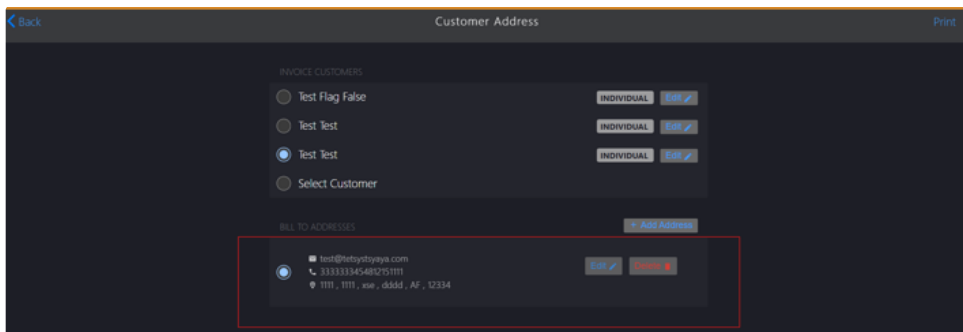 Back
Customer Address
Print
INVOICE CUSTOMERS
Test Flag False INDIVIDUAL Edit
Test Test INDIVIDUAL Edit
Test Test INDIVIDUAL Edit
Select Customer
BILL TO ADDRESSES + Add Address
test@tetsystsyaya.com
3333333454812151111
Edit Delete
1111 , 1111 , xse , dddd , AF , 12334